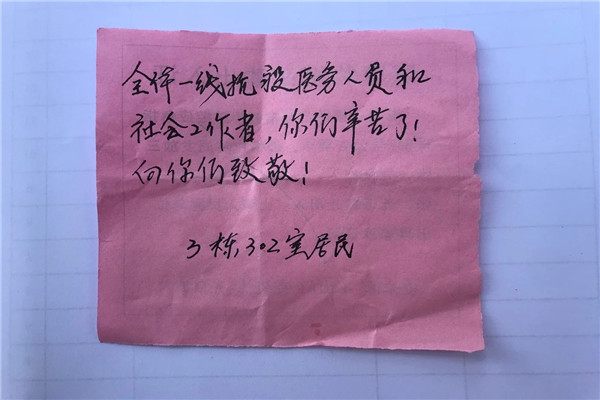 全体一线抗疫医务人员和
社会工作者，你们辛苦了！
向你们致敬！
3栋302室居民